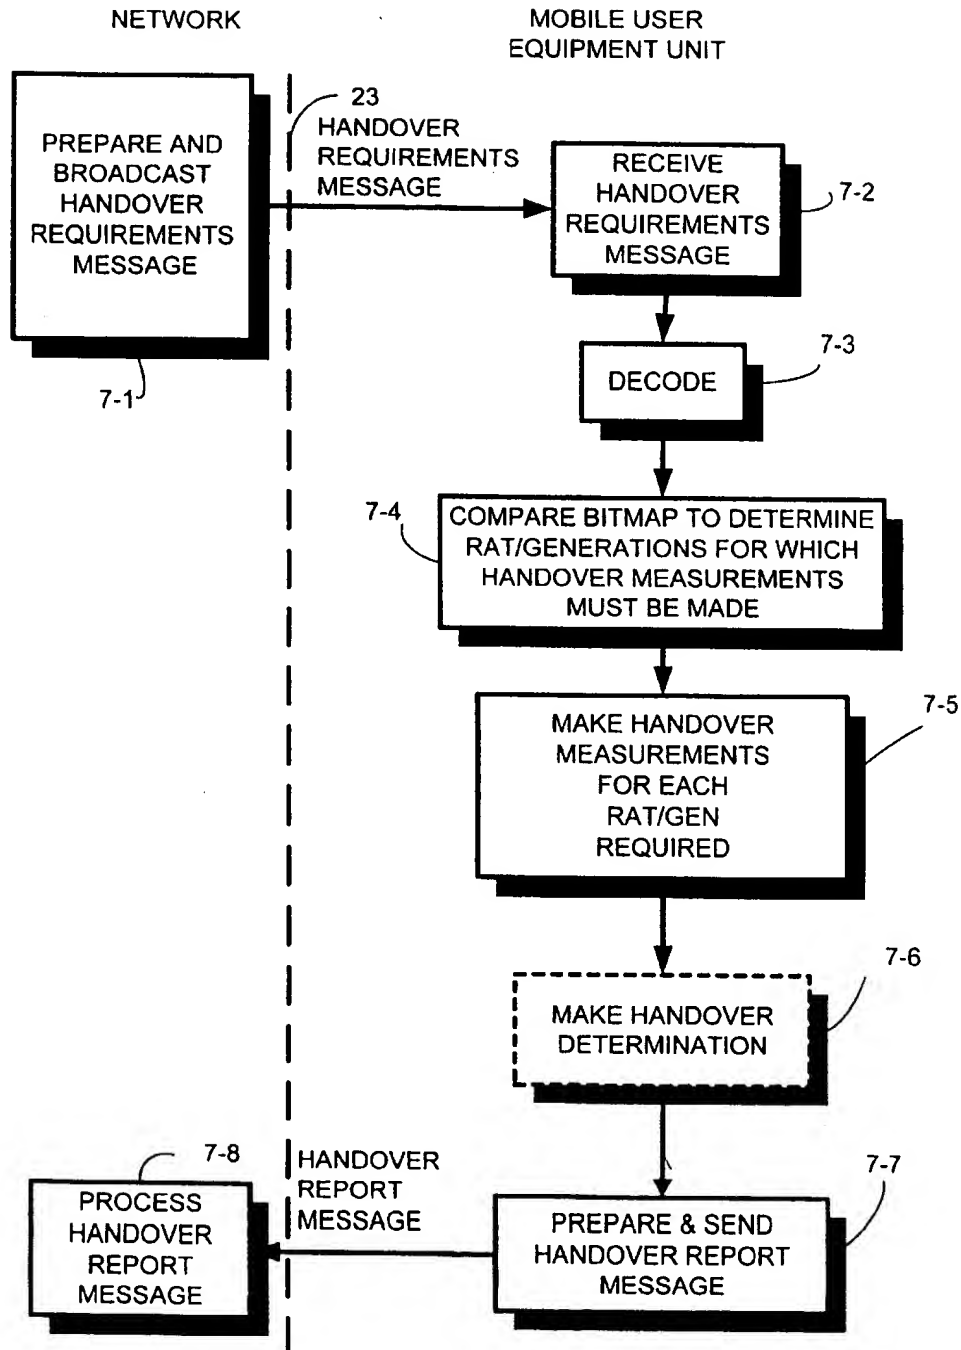 NETWORK
MOBILE USER
EQUIPMENT UNIT
23
HANDOVER
REQUIREMENTS
MESSAGE
PREPARE AND
BROADCAST
HANDOVER
REQUIREMENTS
MESSAGE
7-1
RECEIVE
HANDOVER
REQUIREMENTS
MESSAGE
7-2
7-3
DECODE
7-4
COMPARE BITMAP TO DETERMINE
RAT/GENERATIONS FOR WHICH
HANDOVER MEASUREMENTS
MUST BE MADE
7-5
MAKE HANDOVER
MEASUREMENTS
FOR EACH
RAT/GEN
REQUIRED
7-6
MAKE HANDOVER
DETERMINATION
7-7
PREPARE & SEND
HANDOVER REPORT
MESSAGE
HANDOVER
REPORT
MESSAGE
7-8
PROCESS
HANDOVER
REPORT
MESSAGE